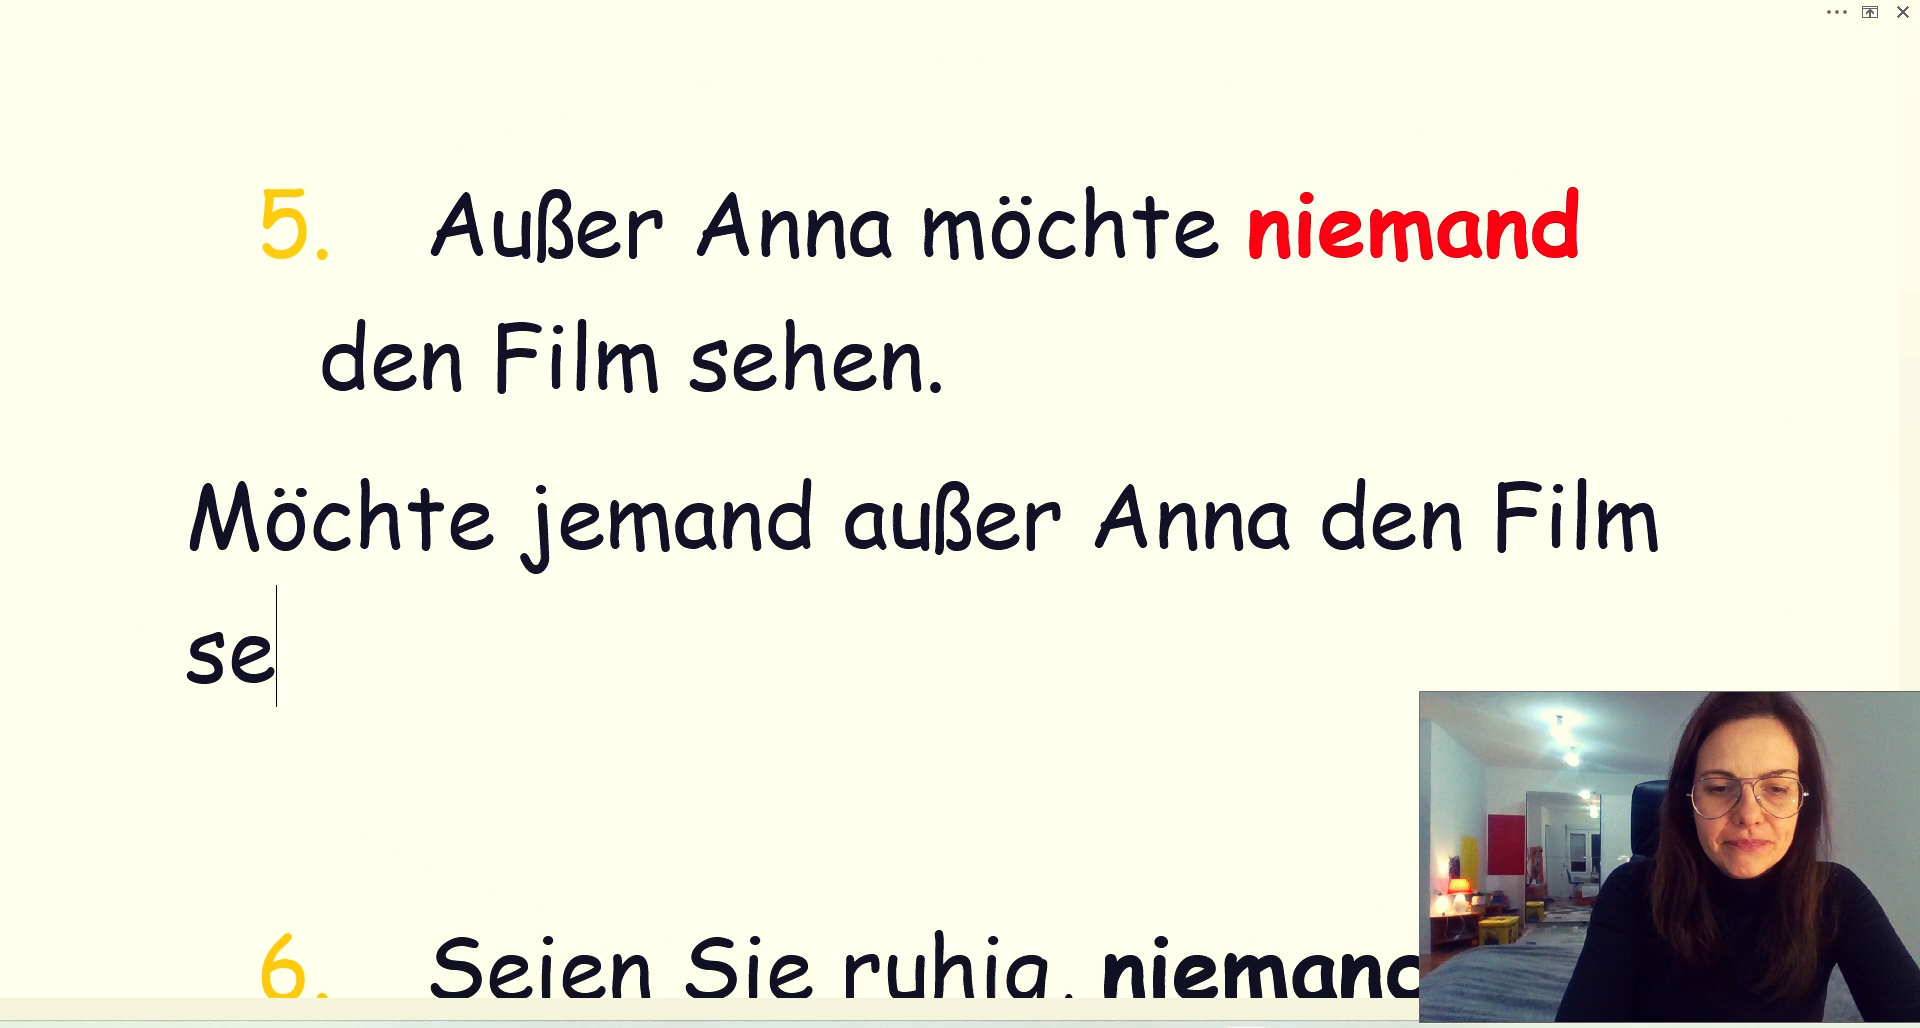 5. Außer Anna möchte niemand
den Film sehen.
Möchte jemand außer Anna den Film
se
6. Seien Sie ruhig,